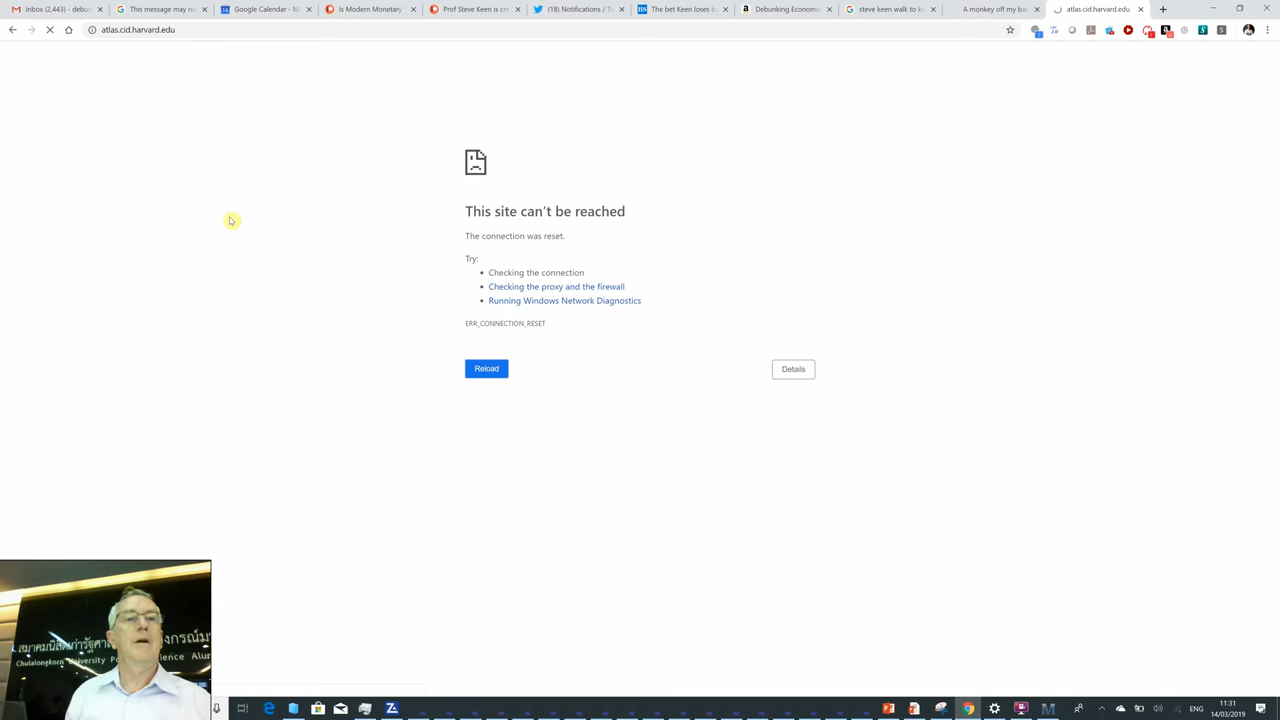 Inbox (2,443) - debun
This message may no
Google Calendar - M
Is Modern Monetary
Prof Steve Keen is cr
(18) Notifications / Tw
The bet Keen loses b
Debunking Economic
steve keen walk to k
A monkey off my bac
atlas.cid.harvard.edu
atlas.cid.harvard.edu
This site can't be reached
The connection was reset.
Try:
Checking the connection
Checking the proxy and the firewall
Running Windows Network Diagnostics
ERR_CONNECTION_RESET
Reload
Details
Chulalongkorn University
ENG
11:31
14/03/2019